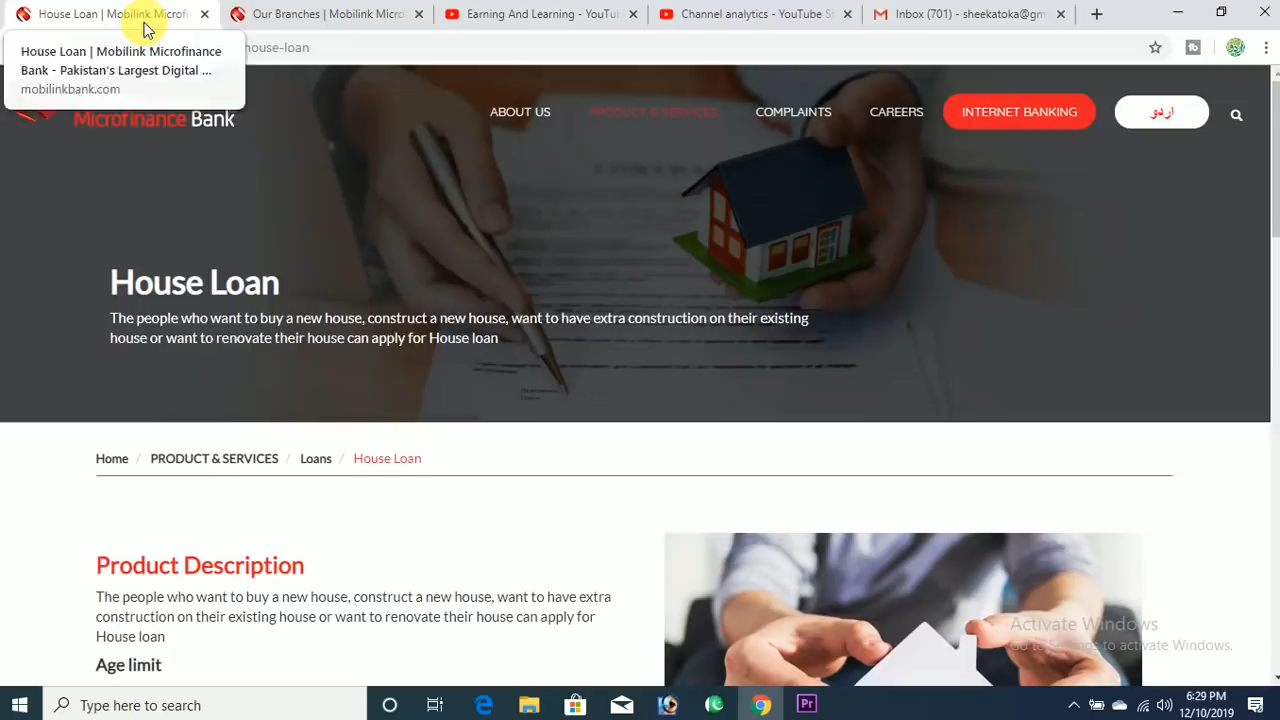 House Loan | Mobilink Microfin
Our Branches | Mobilink Microl
Earning And Learning - YouTu
Channel analytics - YouTube S
Inbox (701) - sheekatoka@gm
House Loan | Mobilink Microfinance
Bank - Pakistan's Largest Digital ...
mobilinkbank.com
house-loan
Microfinance Bank
ABOUT US
PRODUCT & SERVICES
COMPLAINTS
CAREERS
INTERNET BANKING
اردو
House Loan
The people who want to buy a new house, construct a new house, want to have extra construction on their existing
house or want to renovate their house can apply for House loan
Home / PRODUCT & SERVICES / Loans / House Loan
Product Description
The people who want to buy a new house, construct a new house, want to have extra
construction on their existing house or want to renovate their house can apply for
House loan
Age limit
Activate Windows
Go to Settings to activate Windows.
Type here to search
Pr
6:29 PM
12/10/2019